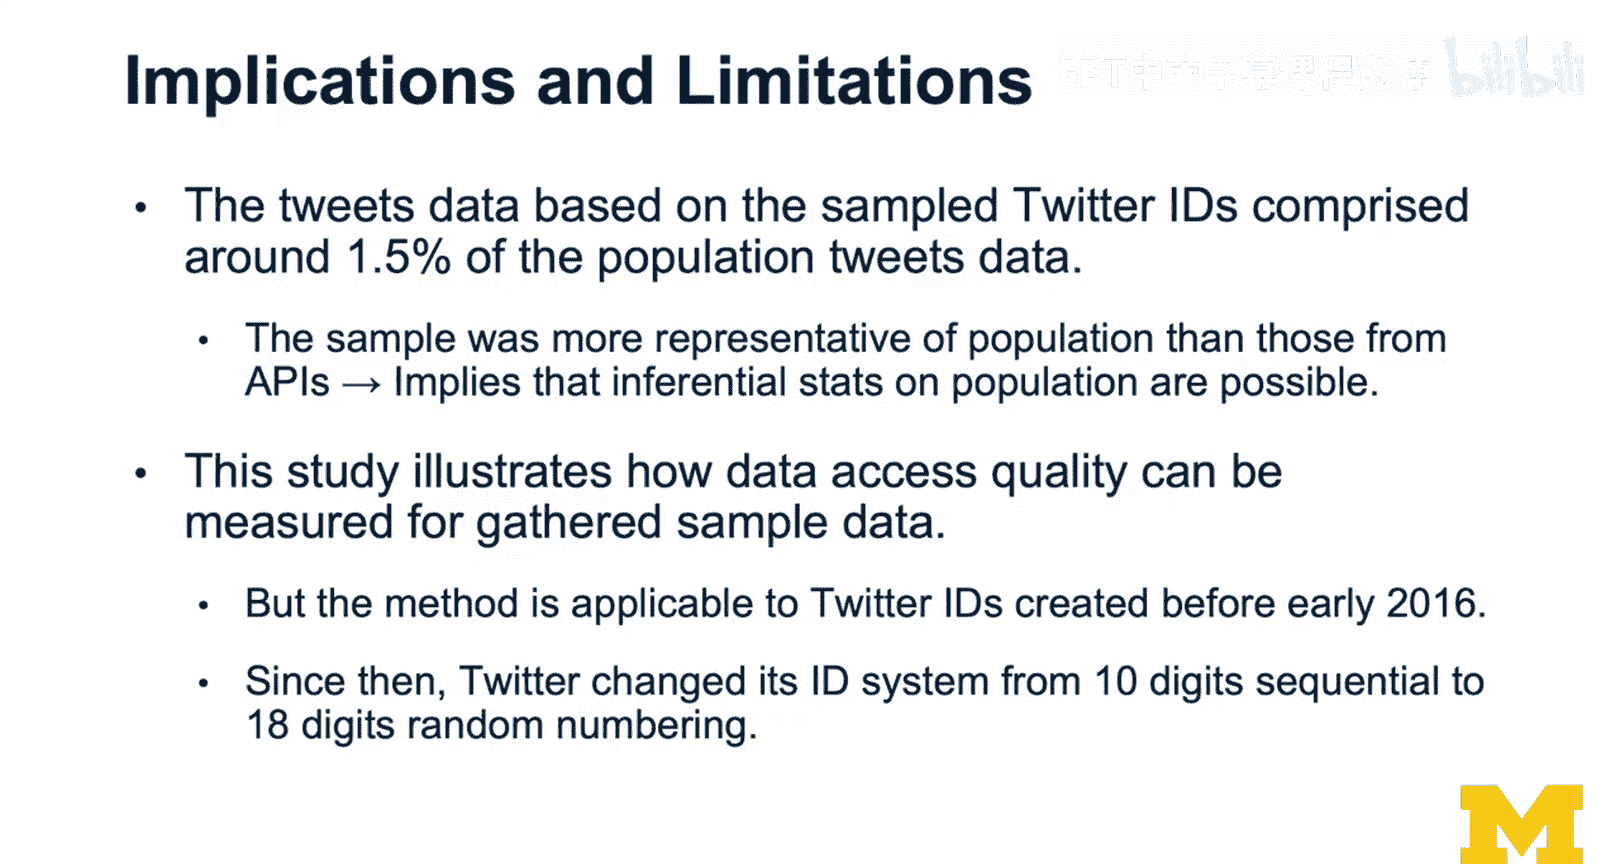 Implications and Limitations
bilibili
• The tweets data based on the sampled Twitter IDs comprised
around 1.5% of the population tweets data.
• The sample was more representative of population than those from
APIs → Implies that inferential stats on population are possible.
• This study illustrates how data access quality can be
measured for gathered sample data.
• But the method is applicable to Twitter IDs created before early 2016.
• Since then, Twitter changed its ID system from 10 digits sequential to
18 digits random numbering.
M